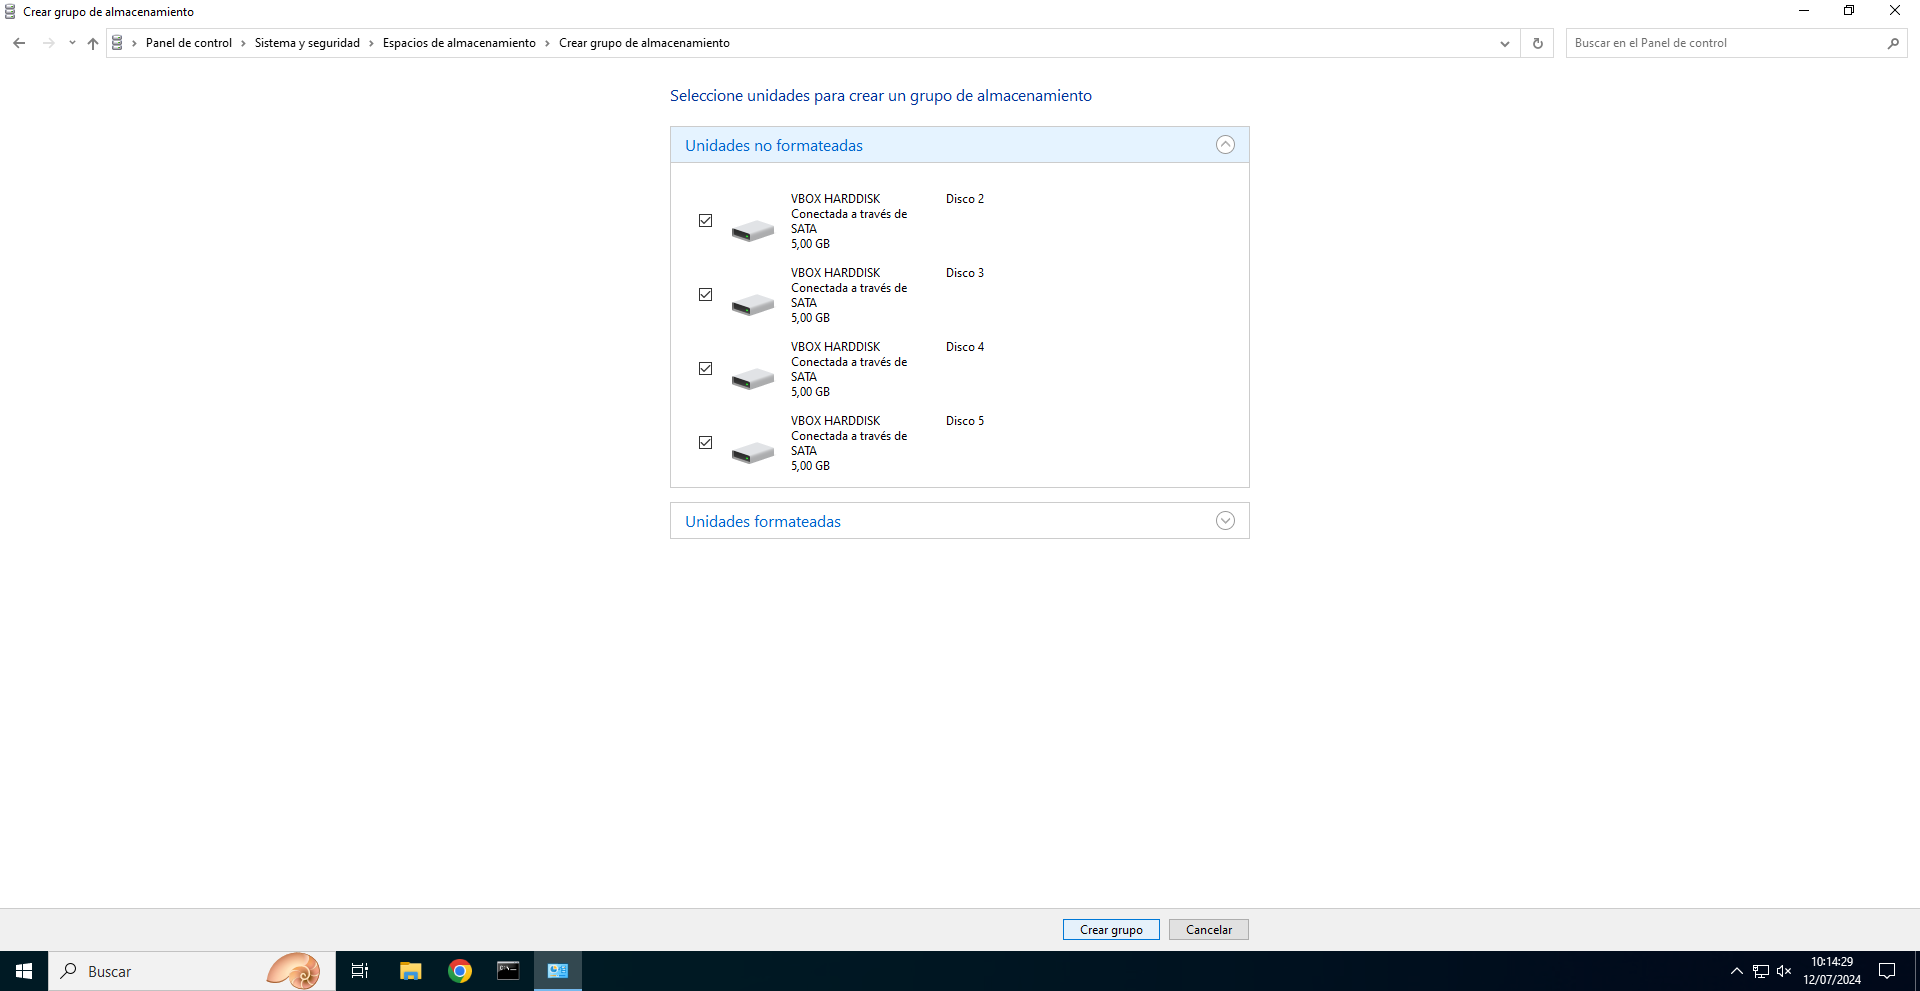 Crear grupo de almacenamiento
Panel de control › Sistema y seguridad › Espacios de almacenamiento › Crear grupo de almacenamiento
Buscar en el Panel de control
Seleccione unidades para crear un grupo de almacenamiento
Unidades no formateadas
VBOX HARDDISK Disco 2
Conectada a través de
SATA
5,00 GB
VBOX HARDDISK Disco 3
Conectada a través de
SATA
5,00 GB
VBOX HARDDISK Disco 4
Conectada a través de
SATA
5,00 GB
VBOX HARDDISK Disco 5
Conectada a través de
SATA
5,00 GB
Unidades formateadas
Crear grupo Cancelar
Buscar
10:14:29
12/07/2024